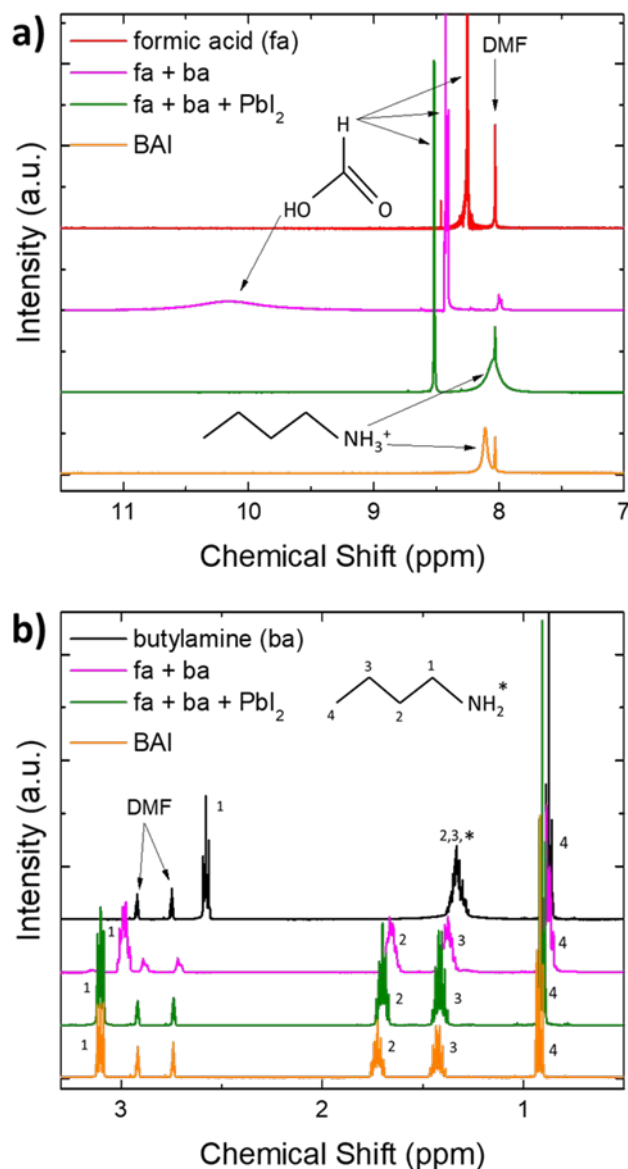 a)
formic acid (fa)
fa + ba
fa + ba + PbI₂
BAI
DMF
H
HO
O
NH₃⁺
Intensity (a.u.)
11 10 9 8 7
Chemical Shift (ppm)
b)
butylamine (ba)
fa + ba
fa + ba + PbI₂
BAI
3 1
4 2
NH₂*
DMF
1
2,3,*
4
1 2 3 4
1 2 3 4
1 2 3 4
Intensity (a.u.)
3 2 1
Chemical Shift (ppm)